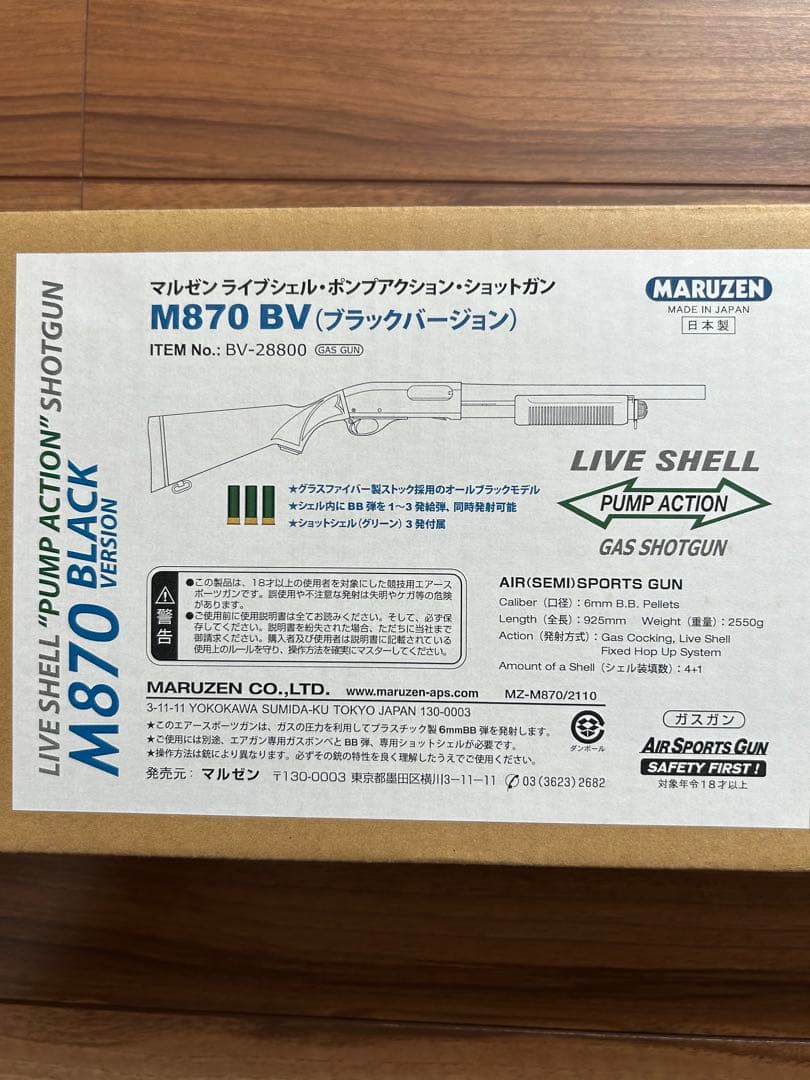 LIVE SHELL "PUMP ACTION" SHOTGUN
M870 BLACK
VERSION
マルゼン ライブシェル・ポンプアクション・ショットガン
M870 BV(ブラックバージョン)
ITEM No.: BV-28800 GAS GUN
MARUZEN
MADE IN JAPAN
日本製
★グラスファイバー製ストック採用のオールブラックモデル
★シェル内にBB弾を1〜3発給弾、同時発射可能
★ショットシェル(グリーン)3発付属
LIVE SHELL
PUMP ACTION
GAS SHOTGUN
警告
●この製品は、18才以上の使用者を対象にした競技用エアース
ポーツガンです。誤使用や不注意な発射は失明やケガ等の危険
があります。
●ご使用前に使用説明書は全てお読みください。そして、必ず保
存してください。説明書を紛失された場合、ただちに当社まで
御請求ください。購入者及び使用者は説明書に記載されている
使用上のルールを守り、操作方法を確実にマスターしてください。
AIR(SEMI)SPORTS GUN
Caliber(口径):6mm B.B. Pellets
Length(全長):925mm Weight(重量):2550g
Action(発射方式):Gas Cocking, Live Shell
Fixed Hop Up System
Amount of a Shell(シェル装填数):4+1
MARUZEN CO.,LTD. www.maruzen-aps.com MZ-M870/2110
3-11-11 YOKOKAWA SUMIDA-KU TOKYO JAPAN 130-0003
★このエアースポーツガンは、ガスの圧力を利用してプラスチック製6mmBB弾を発射します。
★ご使用には別途、エアガン専用ガスボンベとBB弾、専用ショットシェルが必要です。
★操作方法は銃により異なります。必ずその銃の特性を良く理解したうえでご使用ください。
発売元:マルゼン 〒130-0003 東京都墨田区横川3-11-11 03(3623)2682
ダンボール
ガスガン
AIR SPORTS GUN
SAFETY FIRST!
対象年令18才以上